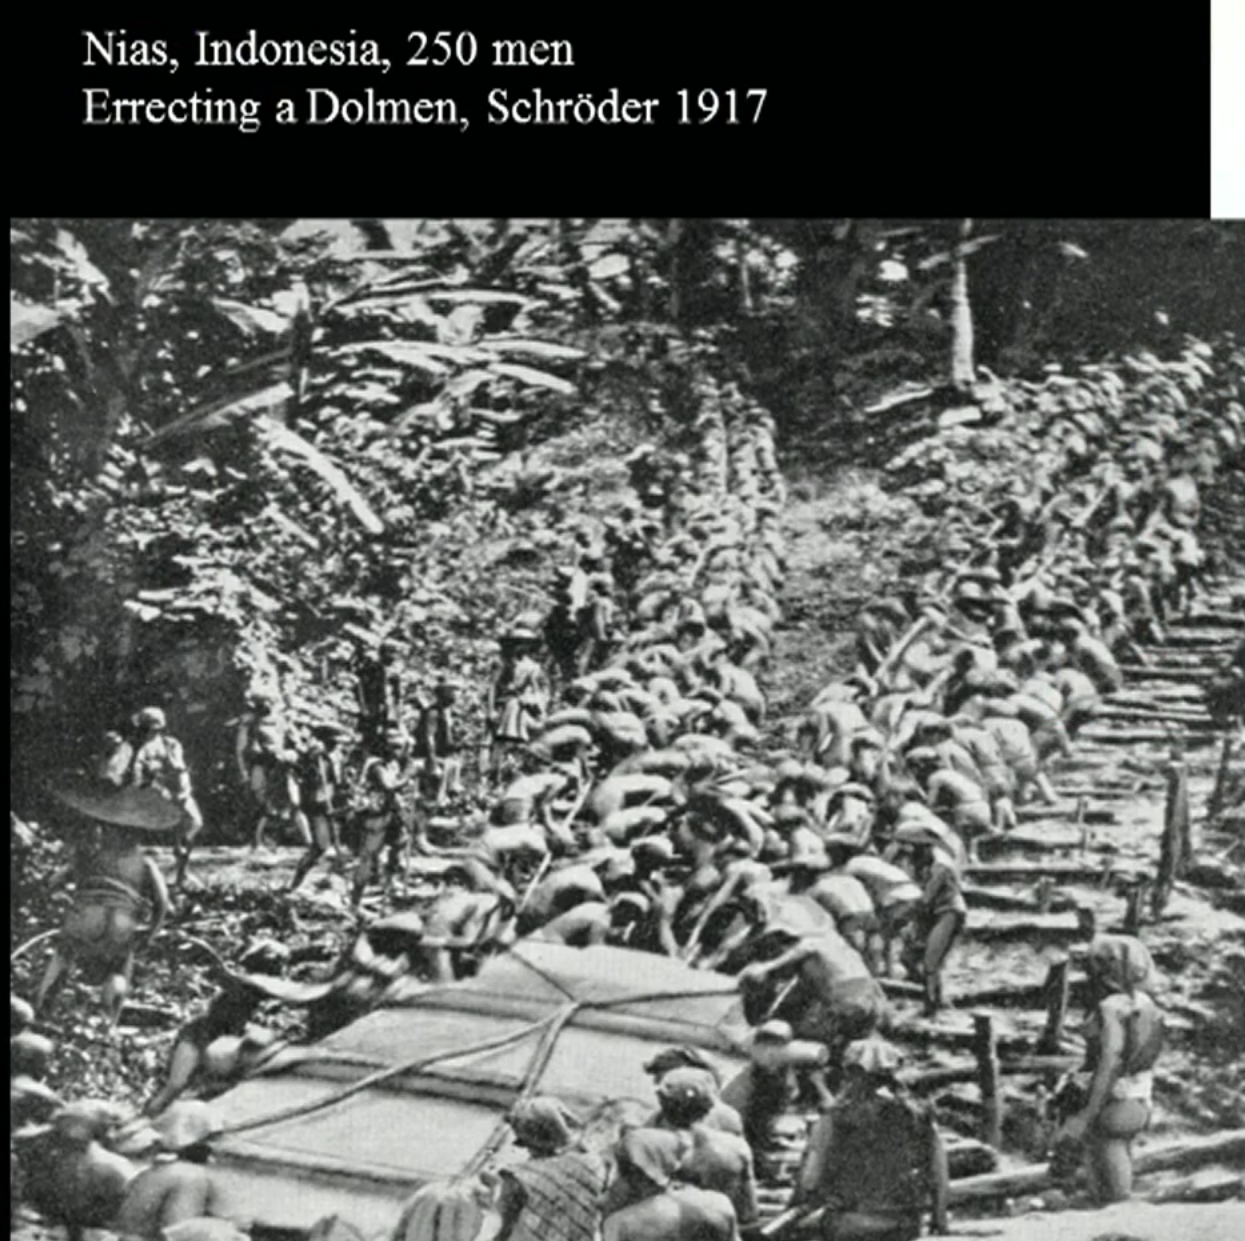 Nias, Indonesia, 250 men
Errecting a Dolmen, Schröder 1917